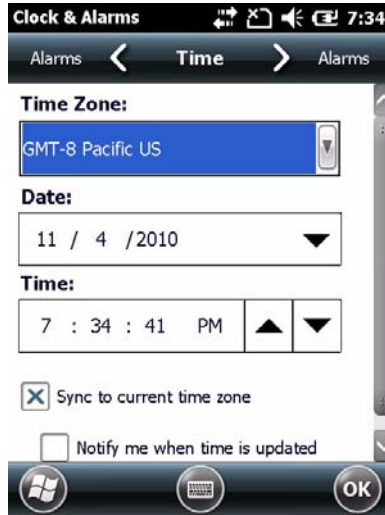 Clock & Alarms 7:34
Alarms Time Alarms
Time Zone:
GMT-8 Pacific US
Date:
11 / 4 /2010
Time:
7 : 34 : 41 PM
Sync to current time zone
Notify me when time is updated
OK